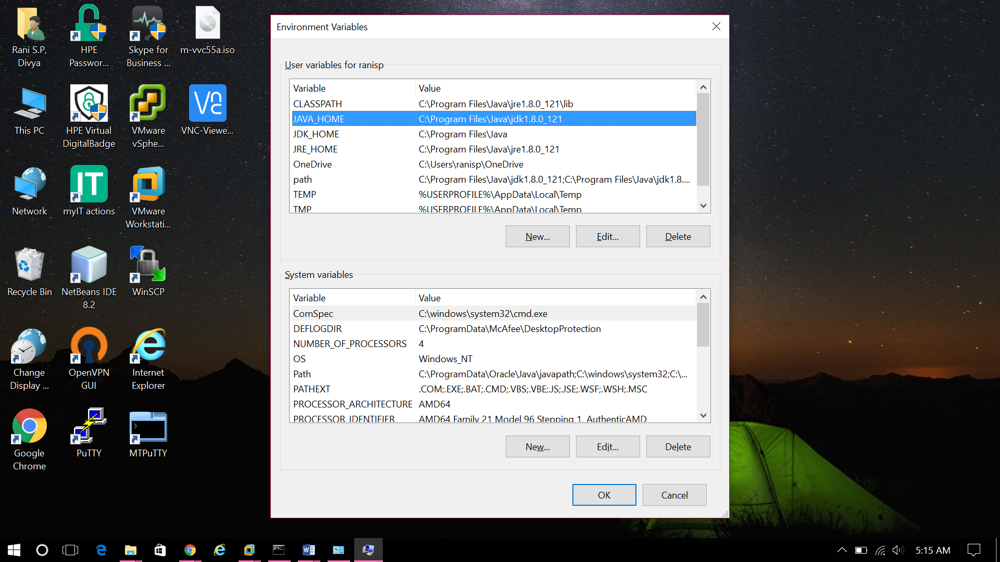 Rani S.P,
Divya
HPE
Passwor...
Skype for
Business ...
m-vvc55a.iso
This PC
HPE Virtual
DigitalBadge
VMware
vSphe...
VNC-Viewe...
Network
IT
myIT actions
VMware
Workstati...
Recycle Bin
NetBeans IDE
8.2
WinSCP
Change
Display ...
OpenVPN
GUI
Internet
Explorer
Google
Chrome
PuTTY
MTPuTTY
Environment Variables
User variables for ranisp
Variable Value
CLASSPATH C:\Program Files\Java\jre1.8.0_121\lib
JAVA_HOME C:\Program Files\Java\jdk1.8.0_121
JDK_HOME C:\Program Files\Java
JRE_HOME C:\Program Files\Java\jre1.8.0_121
OneDrive C:\Users\ranisp\OneDrive
path C:\Program Files\Java\jdk1.8.0_121;C:\Program Files\Java\jdk1.8....
TEMP %USERPROFILE%\AppData\Local\Temp
TMP %USERPROFILE%\AppData\Local\Temp
New... Edit... Delete
System variables
Variable Value
ComSpec C:\windows\system32\cmd.exe
DEFLOGDIR C:\ProgramData\McAfee\DesktopProtection
NUMBER_OF_PROCESSORS 4
OS Windows_NT
Path C:\ProgramData\Oracle\Java\javapath;C:\windows\system32;C:\...
PATHEXT .COM;.EXE;.BAT;.CMD;.VBS;.VBE;.JS;.JSE;.WSF;.WSH;.MSC
PROCESSOR_ARCHITECTURE AMD64
PROCESSOR_IDENTIFIER AMD64 Family 21 Model 96 Stepping 1, AuthenticAMD
New... Edit... Delete
OK Cancel
5:15 AM